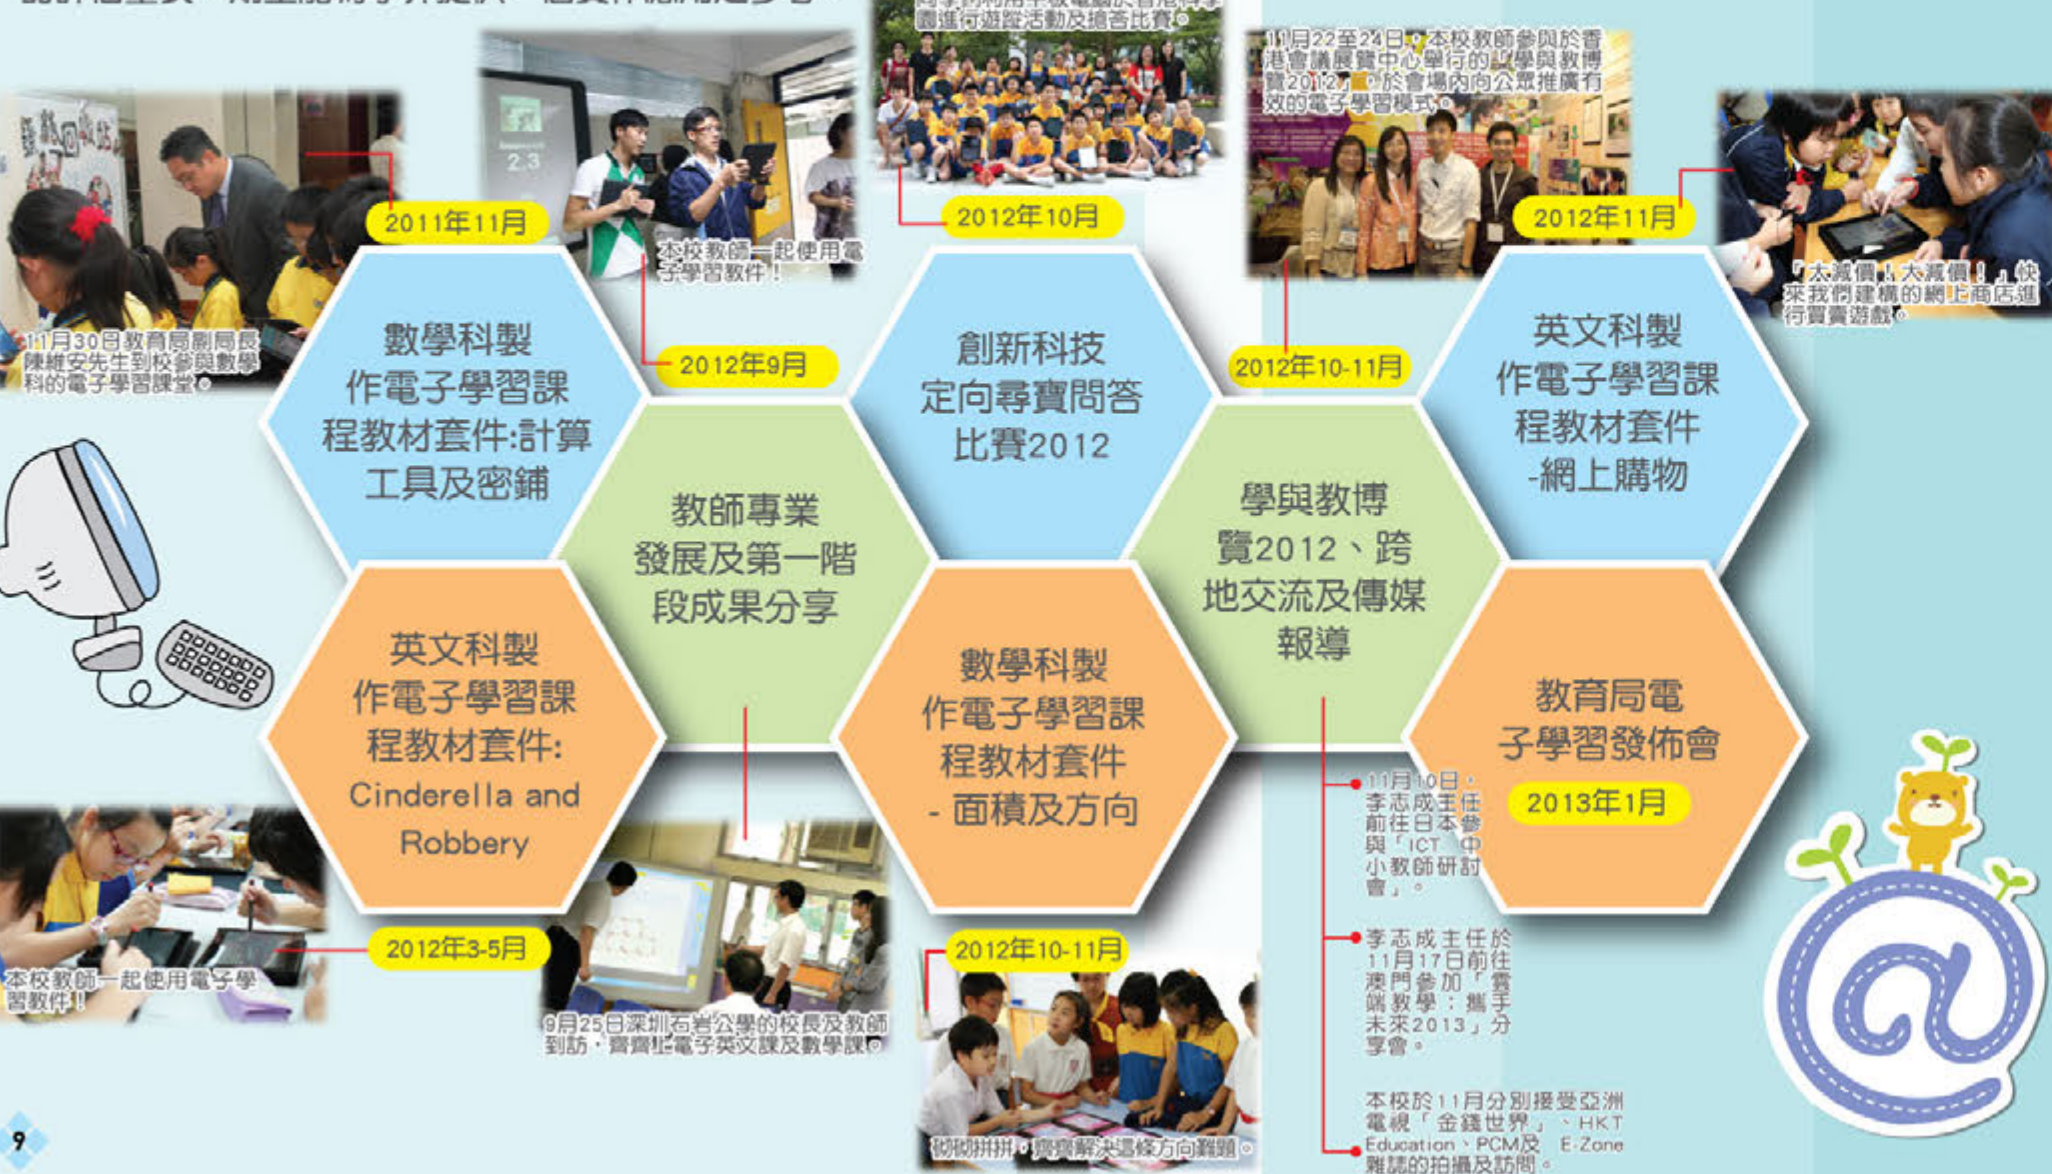 園進行遊蹤活動及搶答比賽。
11月22至24日，本校教師參與於香
港會議展覽中心舉行的「學與教博
覽2012」，於會場內向公眾推廣有
效的電子學習模式。
2.3
2011年11月
11月30日教育局副局長
陳維安先生到校參與數學
科的電子學習課堂。
本校教師一起使用電
子學習教件！
2012年9月
2012年10月
2012年10-11月
2012年11月
「大減價！大減價！」快
來我們建構的網上商店進
行買賣遊戲。
數學科製
作電子學習課
程教材套件:計算
工具及密鋪
教師專業
發展及第一階
段成果分享
創新科技
定向尋寶問答
比賽2012
學與教博
覽2012、跨
地交流及傳媒
報導
英文科製
作電子學習課
程教材套件
-網上購物
英文科製
作電子學習課
程教材套件:
Cinderella and
Robbery
數學科製
作電子學習課
程教材套件
- 面積及方向
教育局電
子學習發佈會
2013年1月
2012年3-5月
本校教師一起使用電子學
習教件！
9月25日深圳石岩公學的校長及教師
到訪，齊齊上電子英文課及數學課。
2012年10-11月
砌砌拼拼，齊齊解決這條方向難題。
11月10日，
李志成主任
前往日本參
與「ICT 中
小教師研討
會」。
李志成主任於
11月17日前往
澳門參加「雲
端教學：攜手
未來2013」分
享會。
本校於11月分別接受亞洲
電視「金錢世界」、HKT
Education、PCM及 E-Zone
雜誌的拍攝及訪問。
@
9